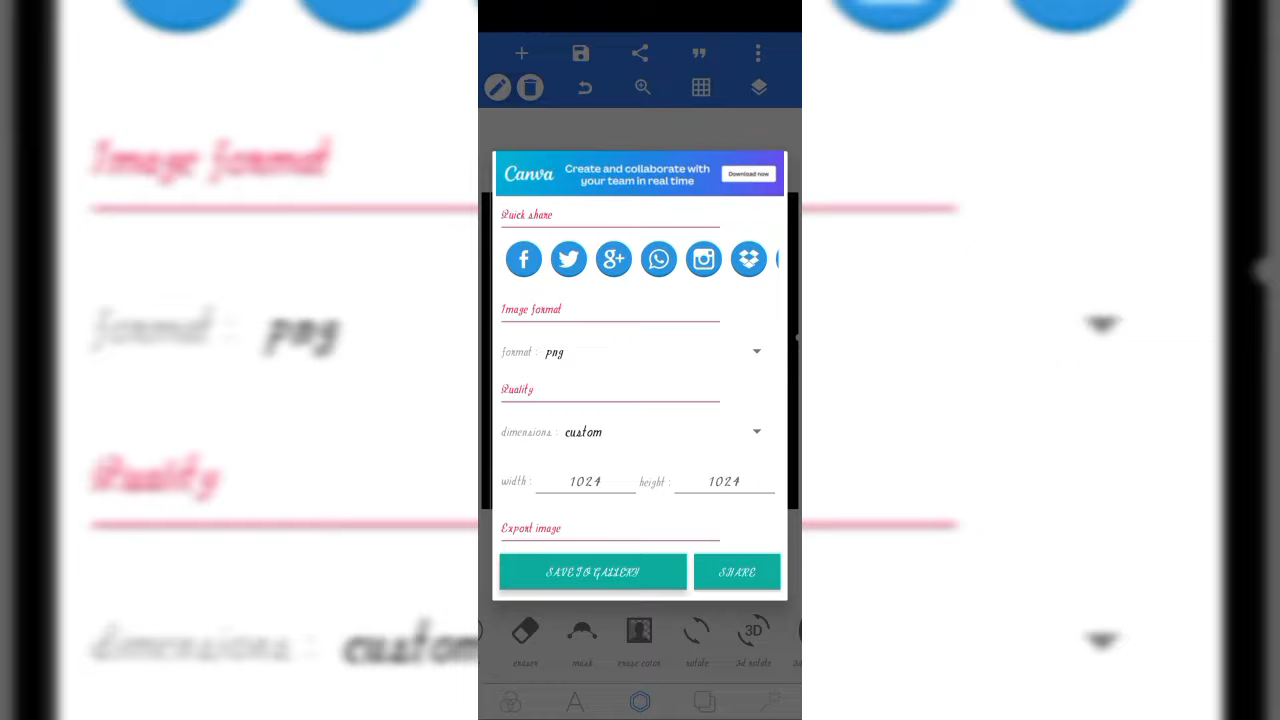 Canva
Create and collaborate with
your team in real time
Download now
Quick share
Image format
format : png
Quality
dimensions : custom
width : 1024 height : 1024
Export image
SAVE TO GALLERY SHARE
eraser mask erase color rotate 3d rotate
Image format
format : png
Quality
dimensions : custom